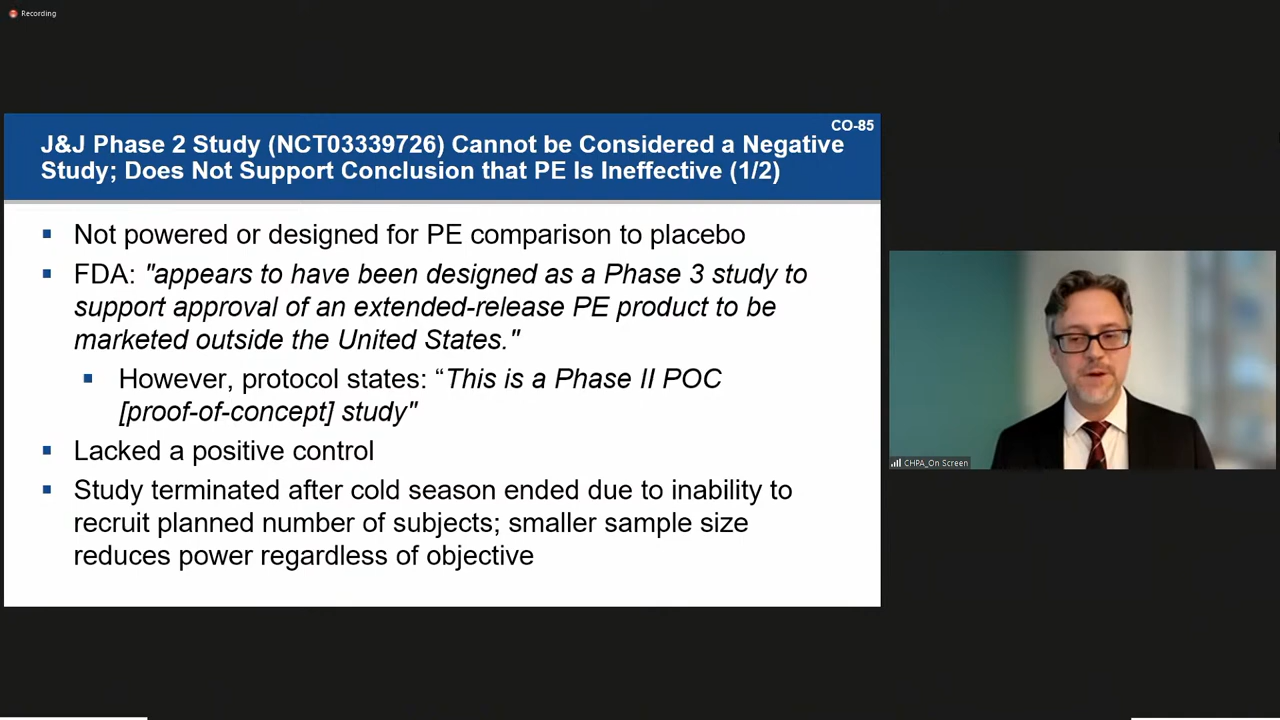 Recording
CO-85
J&J Phase 2 Study (NCT03339726) Cannot be Considered a Negative
Study; Does Not Support Conclusion that PE Is Ineffective (1/2)
▪ Not powered or designed for PE comparison to placebo
▪ FDA: "appears to have been designed as a Phase 3 study to
support approval of an extended-release PE product to be
marketed outside the United States."
▪ However, protocol states: “This is a Phase II POC
[proof-of-concept] study"
▪ Lacked a positive control
▪ Study terminated after cold season ended due to inability to
recruit planned number of subjects; smaller sample size
reduces power regardless of objective
CHPA_On Screen